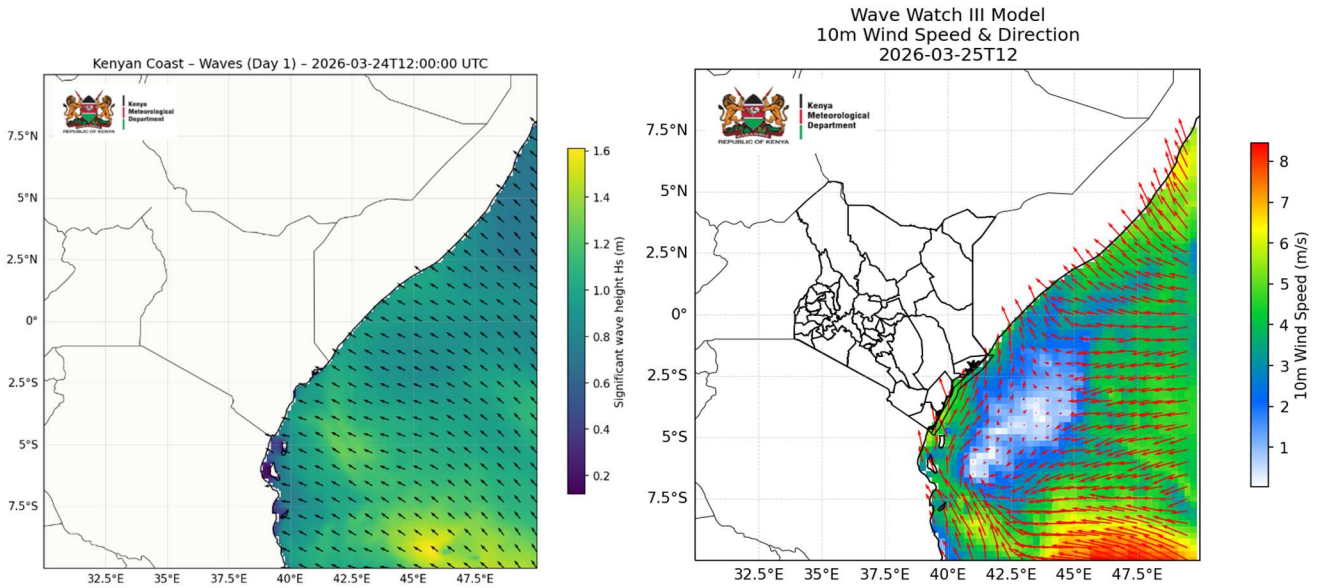 Kenyan Coast – Waves (Day 1) – 2026-03-24T12:00:00 UTC
Kenya
Meteorological
Department
REPUBLIC OF KENYA
7.5°N
5°N
2.5°N
0°
2.5°S
5°S
7.5°S
32.5°E
35°E
37.5°E
40°E
42.5°E
45°E
47.5°E
1.6
1.4
1.2
1.0
0.8
0.6
0.4
0.2
Significant wave height Hs (m)
Wave Watch III Model
10m Wind Speed & Direction
2026-03-25T12
Kenya
Meteorological
Department
REPUBLIC OF KENYA
7.5°N
5°N
2.5°N
0°
2.5°S
5°S
7.5°S
32.5°E
35°E
37.5°E
40°E
42.5°E
45°E
47.5°E
8
7
6
5
4
3
2
1
10m Wind Speed (m/s)